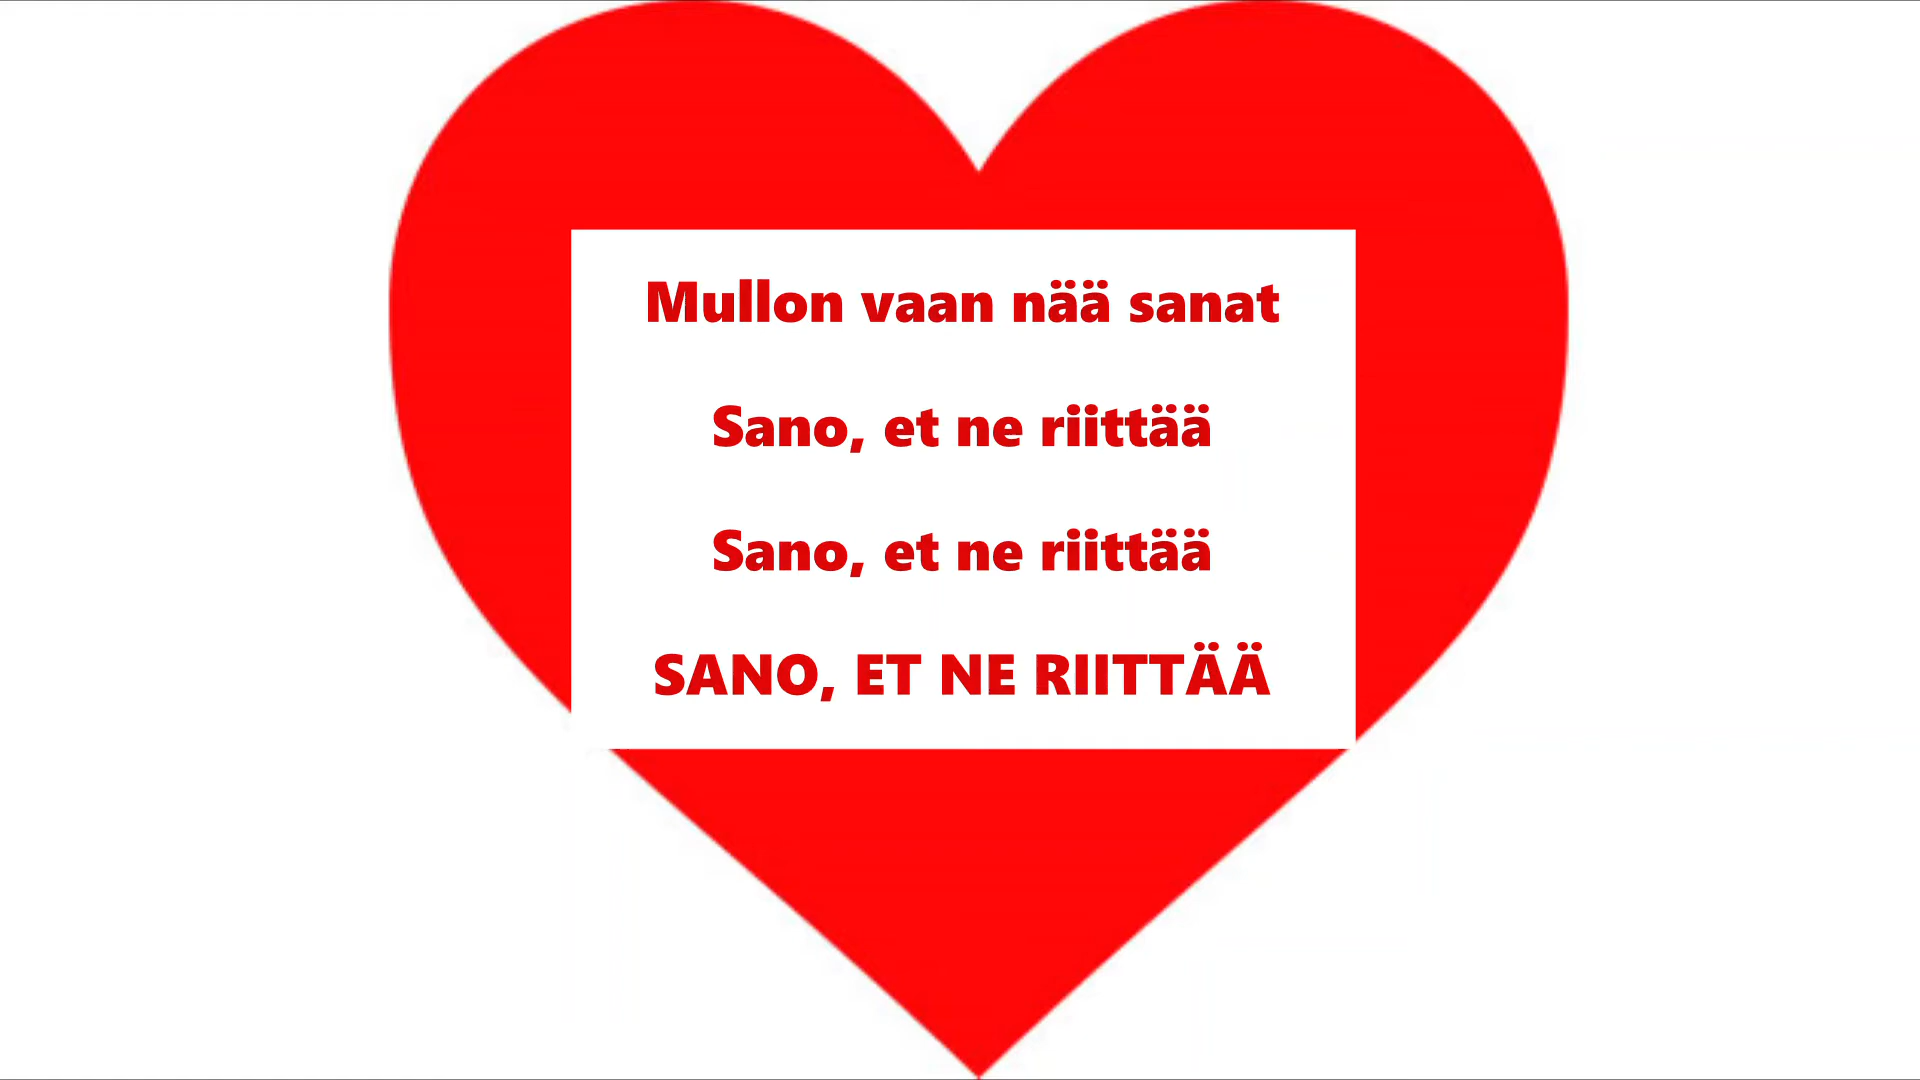 Mullon vaan nää sanat
Sano, et ne riittää
Sano, et ne riittää
SANO, ET NE RIITTÄÄ